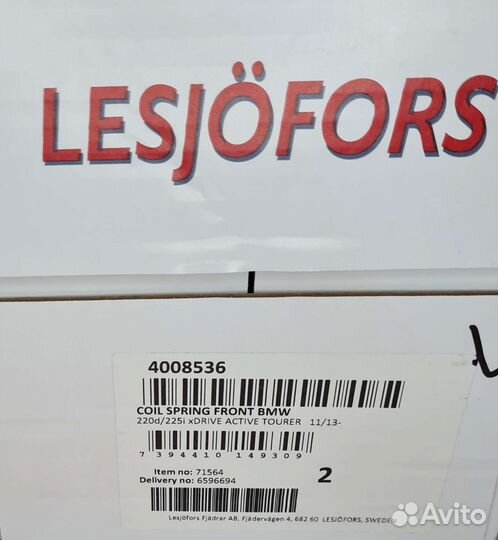 LESJÖFORS
4008536
COIL SPRING FRONT BMW
220d/225i xDRIVE ACTIVE TOURER 11/13-
7 394410 149309
Item no: 71564
Delivery no: 6596694
2
Lesjöfors Fjädrar AB, Fjädervägen 4, 682 60 LESJÖFORS, SWEDEN
Avito